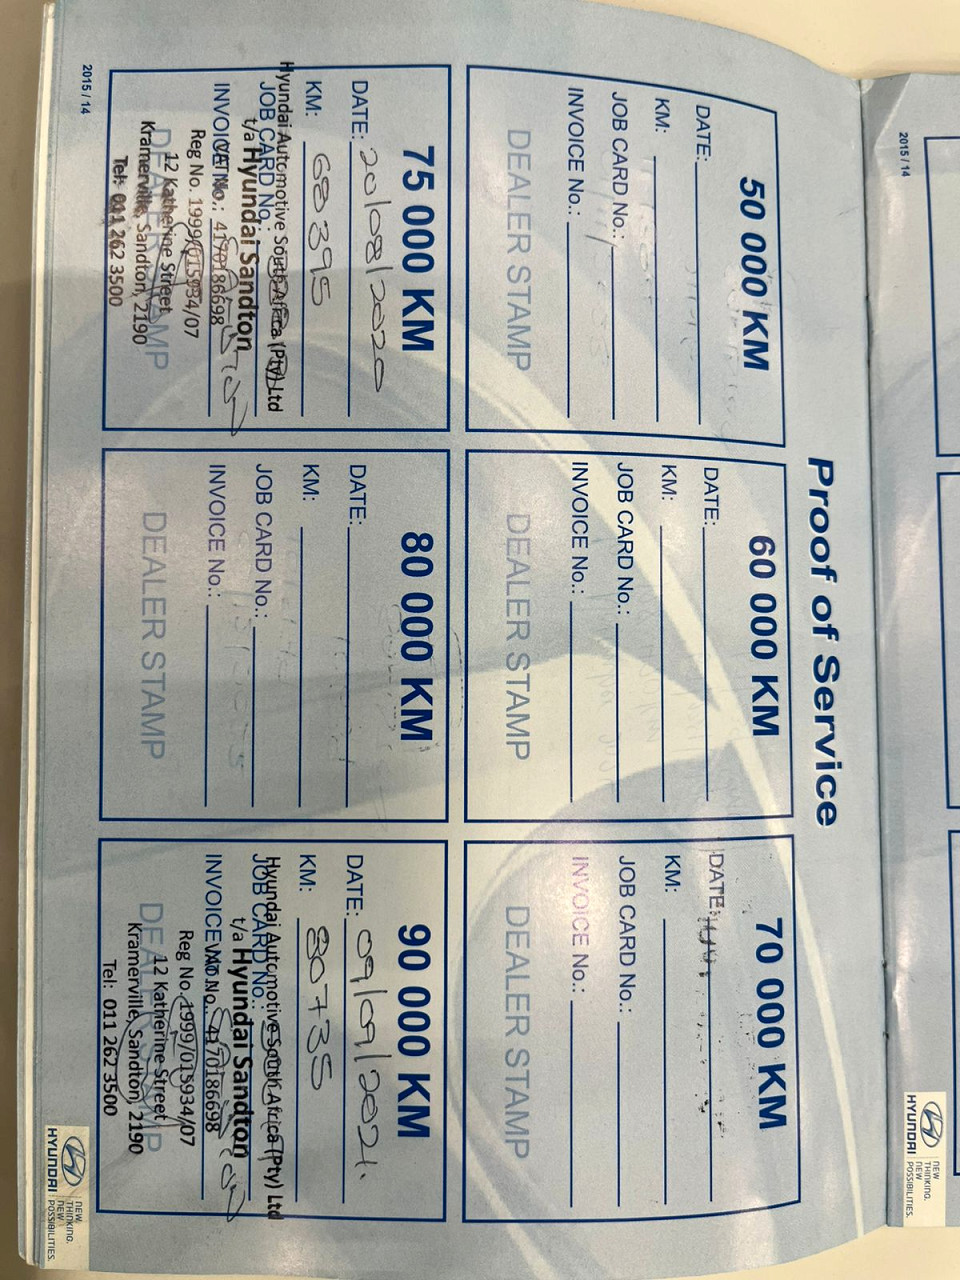 Proof of Service
50 000 KM
DATE:
KM:
JOB CARD No.:
INVOICE No.:
DEALER STAMP
60 000 KM
DATE:
KM:
JOB CARD No.:
INVOICE No.:
DEALER STAMP
70 000 KM
DATE:
KM:
JOB CARD No.:
INVOICE No.:
DEALER STAMP
75 000 KM
DATE: 20/08/2020
KM: 68395
JOB CARD No.:
INVOICE No.:
DEALER STAMP
Hyundai Automotive South Africa (Pty) Ltd
t/a Hyundai Sandton
VAT No.: 4170186698
Reg No. 1999/015934/07
12 Katherine Street
Kramerville, Sandton, 2190
Tel: 011 262 3500
80 000 KM
DATE:
KM:
JOB CARD No.:
INVOICE No.:
DEALER STAMP
90 000 KM
DATE: 09/09/2021.
KM: 80735
JOB CARD No.:
INVOICE No.:
DEALER STAMP
Hyundai Automotive South Africa (Pty) Ltd
t/a Hyundai Sandton
VAT No.: 4170186698
Reg No. 1999/015934/07
12 Katherine Street
Kramerville, Sandton, 2190
Tel: 011 262 3500
2015 / 14
HYUNDAI
NEW
THINKING.
NEW
POSSIBILITIES.
2015 / 14
HYUNDAI
NEW
THINKING.
NEW
POSSIBILITIES.